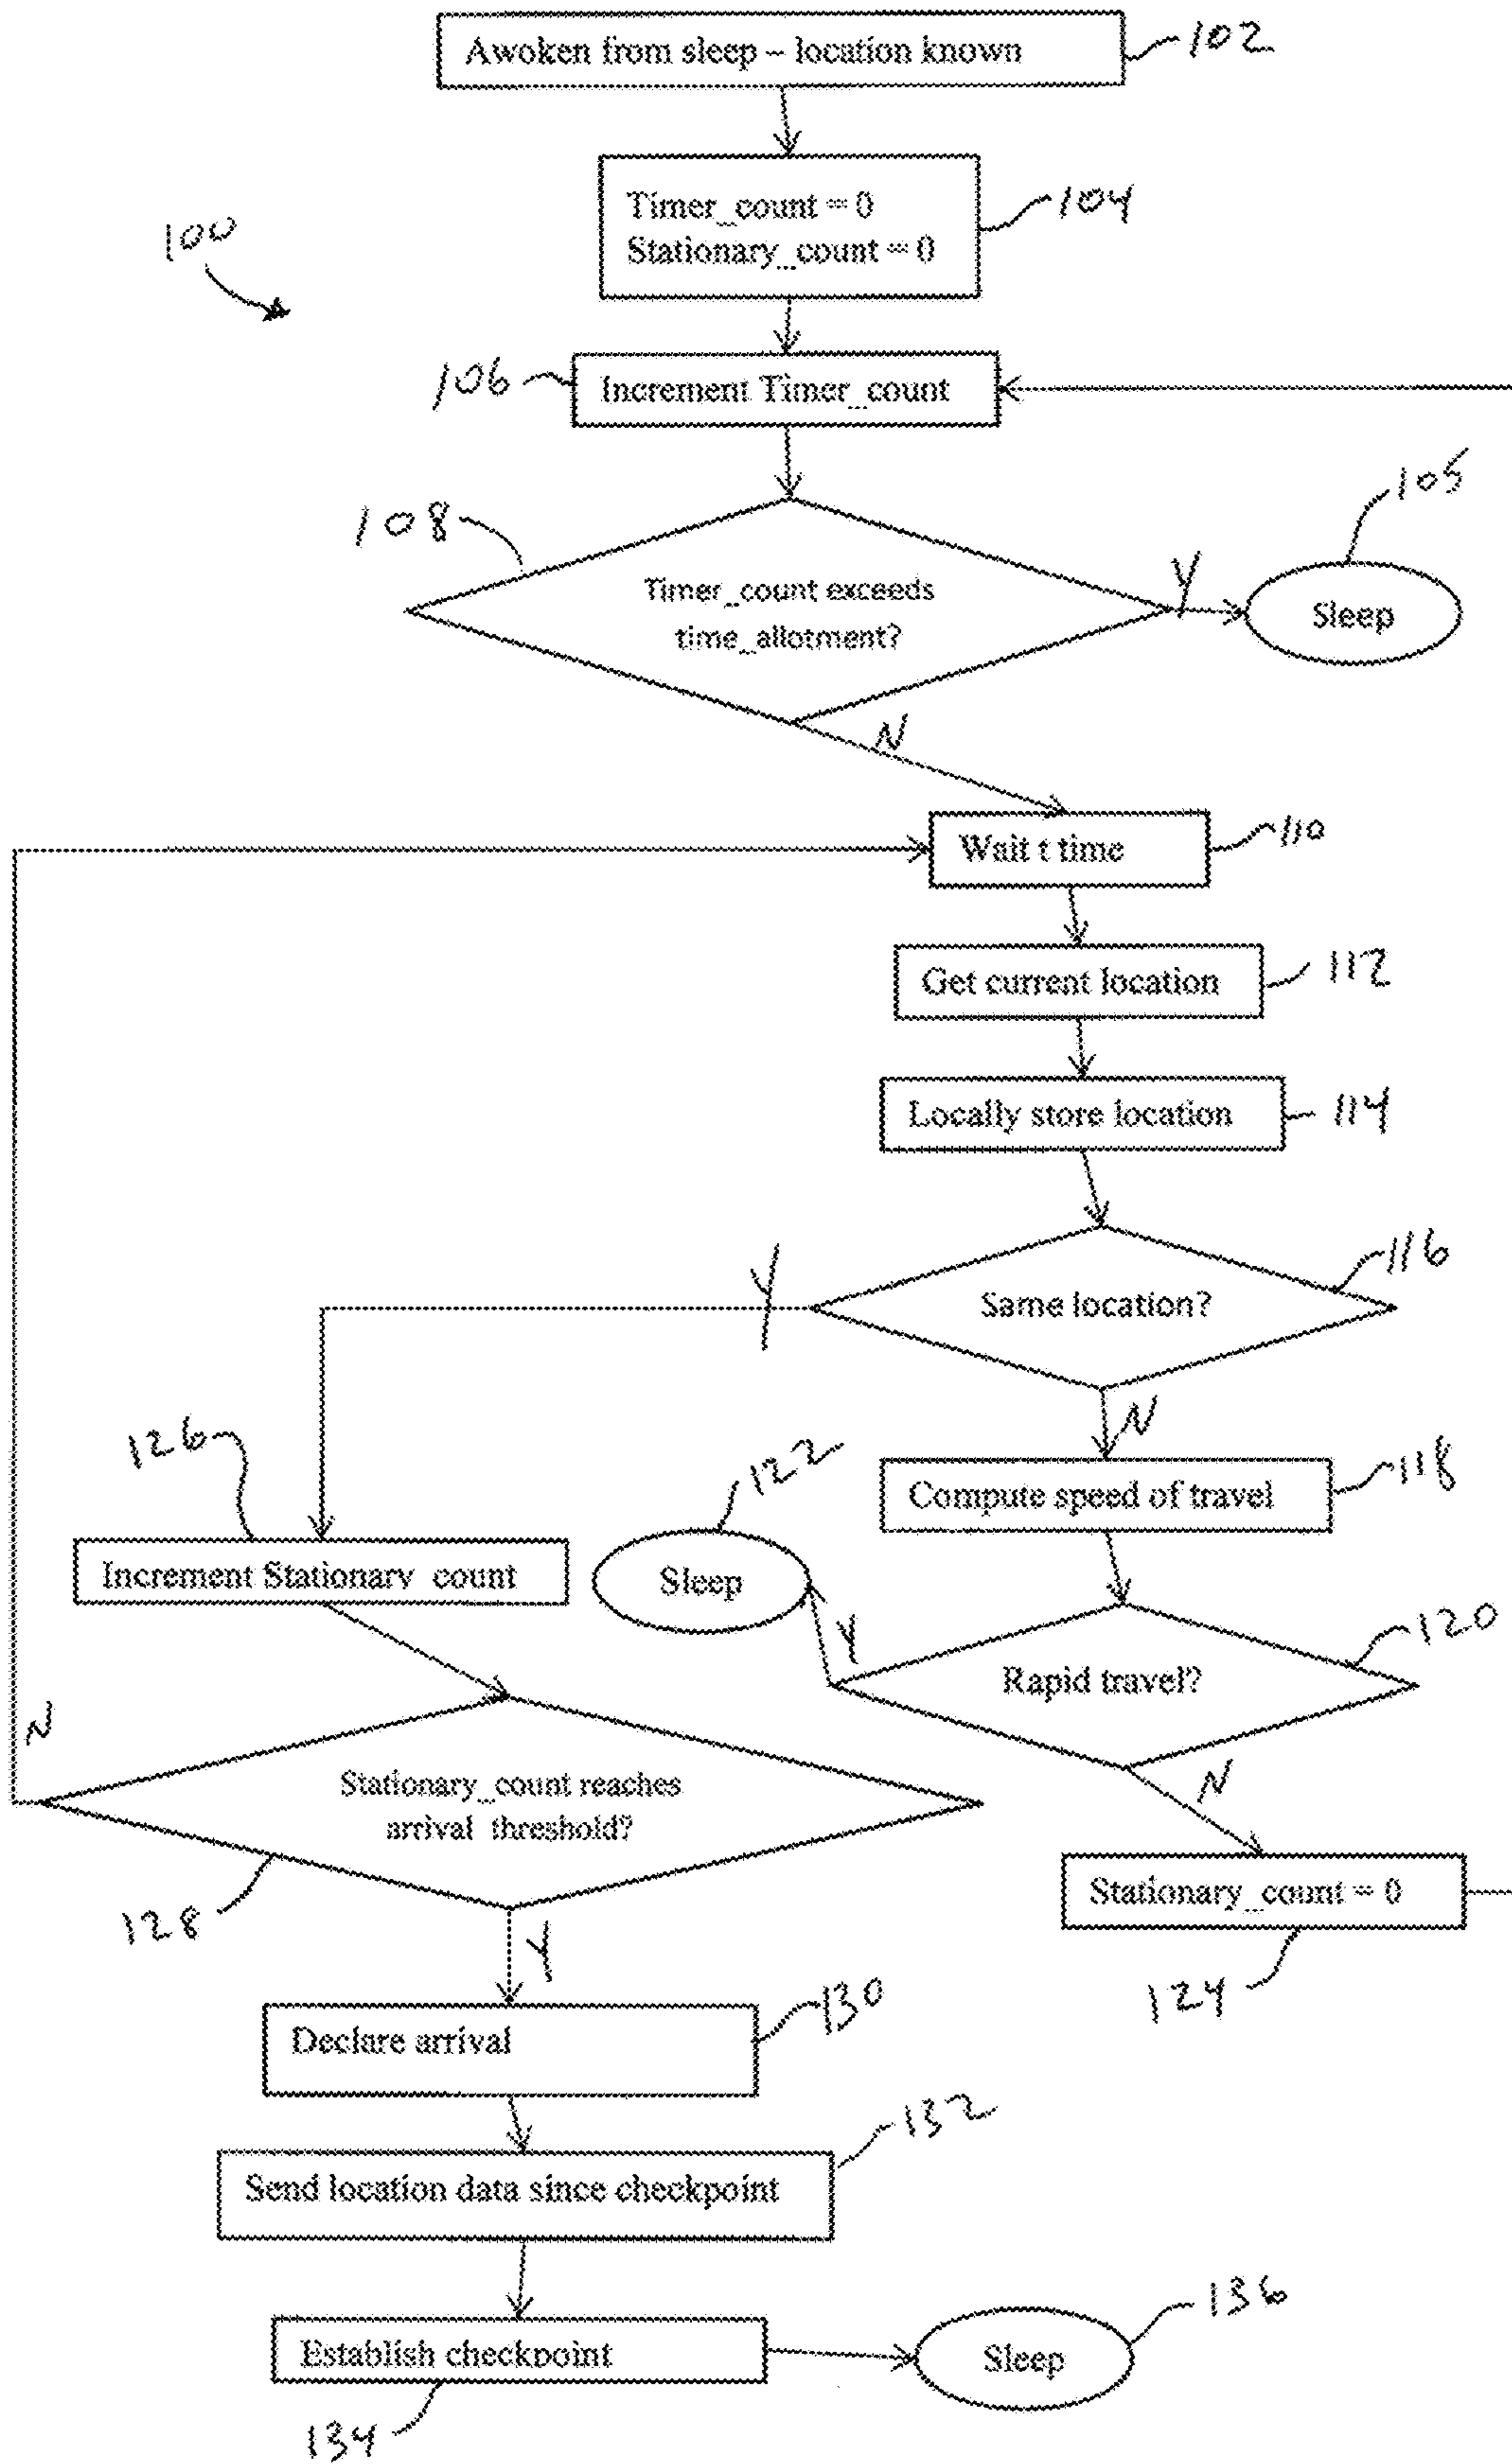 Awoken from sleep – location known
102
Timer_count = 0
Stationary_count = 0
104
100
106
Increment Timer_count
105
108
Timer_count exceeds
time_allotment?
Y
Sleep
N
Wait t time
110
Get current location
112
Locally store location
114
116
Y
Same location?
N
126
122
118
Compute speed of travel
Increment Stationary count
Sleep
120
Y
Rapid travel?
N
Stationary_count reaches
arrival threshold?
N
Stationary_count = 0
128
Y
124
130
Declare arrival
132
Send location data since checkpoint
136
Establish checkpoint
Sleep
134